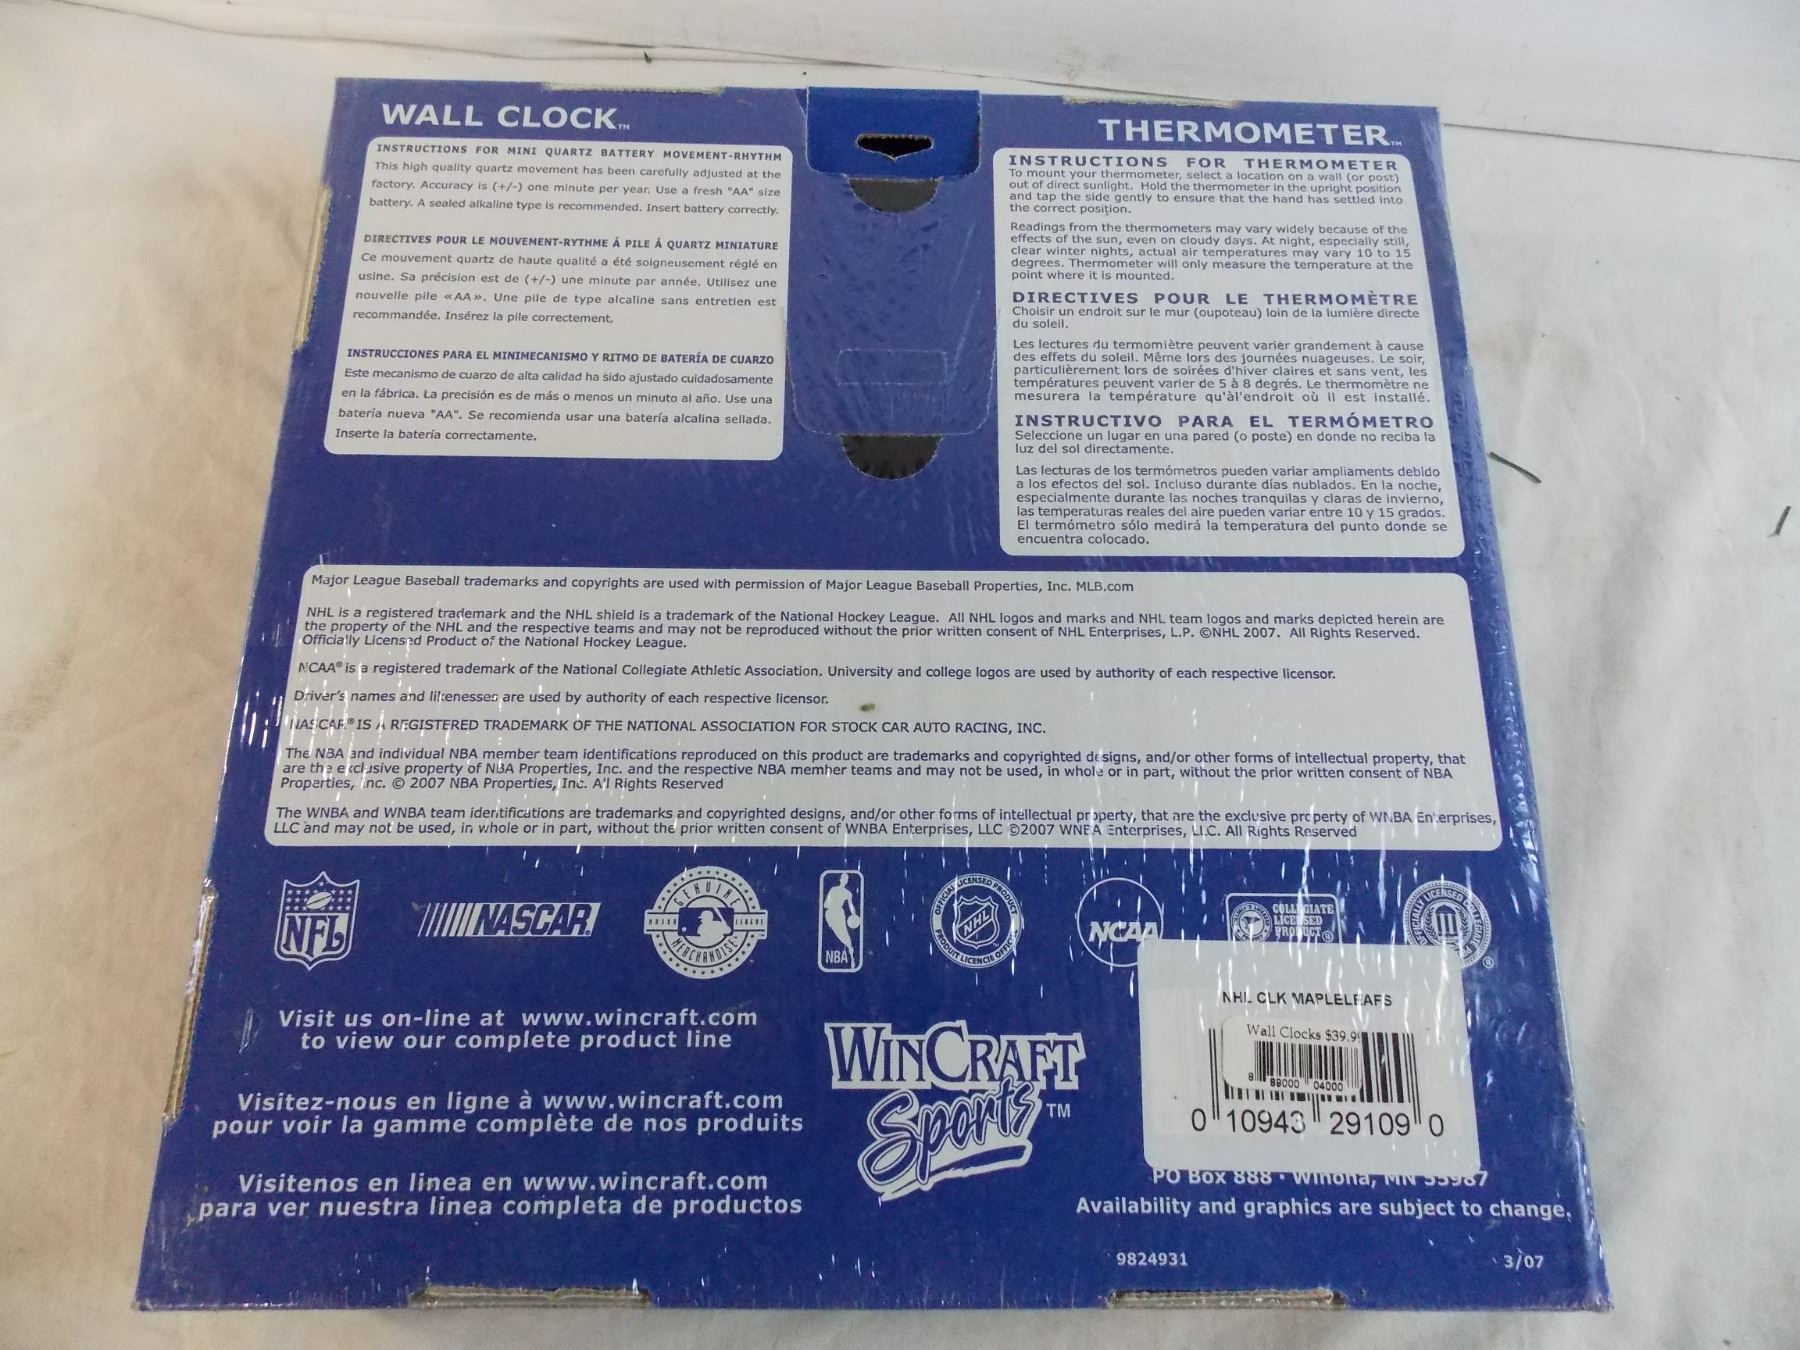 WALL CLOCK™
INSTRUCTIONS FOR MINI QUARTZ BATTERY MOVEMENT-RHYTHM
This high quality quartz movement has been carefully adjusted at the
factory. Accuracy is (+/-) one minute per year. Use a fresh "AA" size
battery. A sealed alkaline type is recommended. Insert battery correctly.
DIRECTIVES POUR LE MOUVEMENT-RYTHME Á PILE Á QUARTZ MINIATURE
Ce mouvement quartz de haute qualité a été soigneusement réglé en
usine. Sa précision est de (+/-) une minute par année. Utilisez une
nouvelle pile «AA». Une pile de type alcaline sans entretien est
recommandée. Insérez la pile correctement,
INSTRUCCIONES PARA EL MINIMECANISMO Y RITMO DE BATERÍA DE CUARZO
Este mecanismo de cuarzo de alta calidad ha sido ajustado cuidadosamente
en la fábrica. La precisión es de más o menos un minuto al año. Use una
batería nueva "AA". Se recomienda usar una batería alcalina sellada.
Inserte la batería correctamente.
THERMOMETER™
INSTRUCTIONS FOR THERMOMETER
To mount your thermometer, select a location on a wall (or post)
out of direct sunlight. Hold the thermometer in the upright position
and tap the side gently to ensure that the hand has settled into
the correct position.
Readings from the thermometers may vary widely because of the
effects of the sun, even on cloudy days. At night, especially still,
clear winter nights, actual air temperatures may vary 10 to 15
degrees. Thermometer will only measure the temperature at the
point where it is mounted.
DIRECTIVES POUR LE THERMOMÈTRE
Choisir un endroit sur le mur (oupoteau) loin de la lumière directe
du soleil.
Les lectures du termomiètre peuvent varier grandement à cause
des effets du soleil. Même lors des journées nuageuses. Le soir,
particulièrement lors de soirées d'hiver claires et sans vent, les
températures peuvent varier de 5 à 8 degrés. Le thermomètre ne
mesurera la température qu'àl'endroit où il est installé.
INSTRUCTIVO PARA EL TERMÓMETRO
Seleccione un lugar en una pared (o poste) en donde no reciba la
luz del sol directamente.
Las lecturas de los termómetros pueden variar ampliaments debido
a los efectos del sol. Incluso durante días nublados. En la noche,
especialmente durante las noches tranquilas y claras de invierno,
las temperaturas reales del aire pueden variar entre 10 y 15 grados.
El termómetro sólo medirá la temperatura del punto donde se
encuentra colocado.
Major League Baseball trademarks and copyrights are used with permission of Major League Baseball Properties, Inc. MLB.com
NHL is a registered trademark and the NHL shield is a trademark of the National Hockey League. All NHL logos and marks and NHL team logos and marks depicted herein are
the property of the NHL and the respective teams and may not be reproduced without the prior written consent of NHL Enterprises, L.P. ©NHL 2007. All Rights Reserved.
Officially Licensed Product of the National Hockey League.
NCAA® is a registered trademark of the National Collegiate Athletic Association. University and college logos are used by authority of each respective licensor.
Driver's names and likenesses are used by authority of each respective licensor.
NASCAR® IS A REGISTERED TRADEMARK OF THE NATIONAL ASSOCIATION FOR STOCK CAR AUTO RACING, INC.
The NBA and individual NBA member team identifications reproduced on this product are trademarks and copyrighted designs, and/or other forms of intellectual property, that
are the exclusive property of NBA Properties, Inc. and the respective NBA member teams and may not be used, in whole or in part, without the prior written consent of NBA
Properties, Inc. © 2007 NBA Properties, Inc. All Rights Reserved
The WNBA and WNBA team identifications are trademarks and copyrighted designs, and/or other forms of intellectual property, that are the exclusive property of WNBA Enterprises,
LLC and may not be used, in whole or in part, without the prior written consent of WNBA Enterprises, LLC ©2007 WNBA Enterprises, LLC. All Rights Reserved
NFL
NASCAR
GENUINE
MAJOR LEAGUE
MERCHANDISE
NBA
OFFICIAL LICENSED PRODUCT
NHL
PRODUIT LICENCIÉ OFFICIEL
NCAA
COLLEGIATE
LICENSED
PRODUCT®
OFFICIALLY LICENSED COLLEGIATE
Visit us on-line at www.wincraft.com
to view our complete product line
Visitez-nous en ligne à www.wincraft.com
pour voir la gamme complète de nos produits
Visitenos en linea en www.wincraft.com
para ver nuestra linea completa de productos
WINCRAFT
Sports™
NHL CLK MAPLELEAFS
Wall Clocks $39.9
8 89000 04000
0 10943 29109 0
PO Box 888 • Winona, MN 55987
Availability and graphics are subject to change.
9824931
3/07